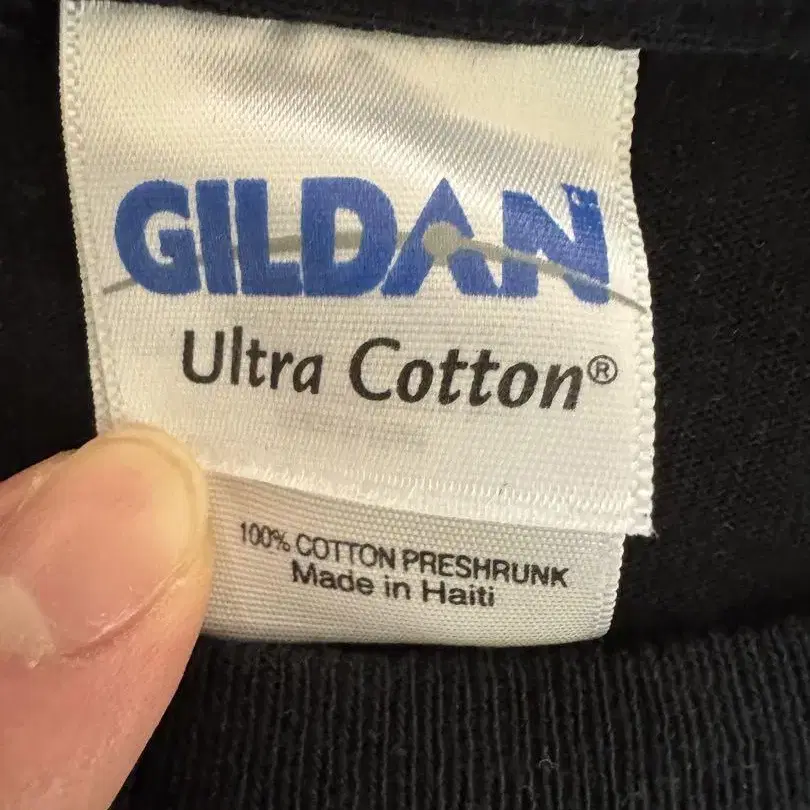 GILDAN
Ultra Cotton®
100% COTTON PRESHRUNK
Made in Haiti